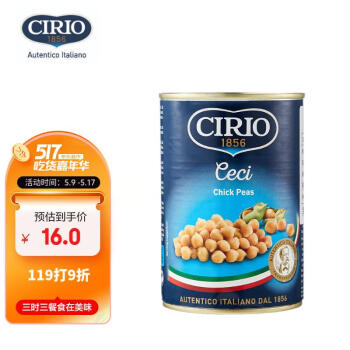 CIRIO
1856
Autentico Italiano
517
吃货嘉年华
活动时间：5.9 -5.17
预估到手价
¥ 16.0
119打9折
三时三餐食在美味
CIRIO
1856
Ceci
Chick Peas
AUTENTICO ITALIANO DAL 1856